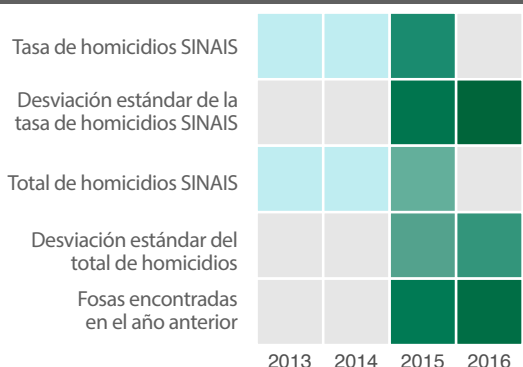 Tasa de homicidios SINAIS
Desviación estándar de la
tasa de homicidios SINAIS
Total de homicidios SINAIS
Desviación estándar del
total de homicidios
Fosas encontradas
en el año anterior
2013 2014 2015 2016